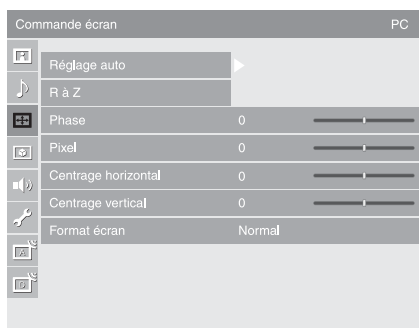 Commande écran PC
Réglage auto
R à Z
Phase 0
Pixel 0
Centrage horizontal 0
Centrage vertical 0
Format écran Normal